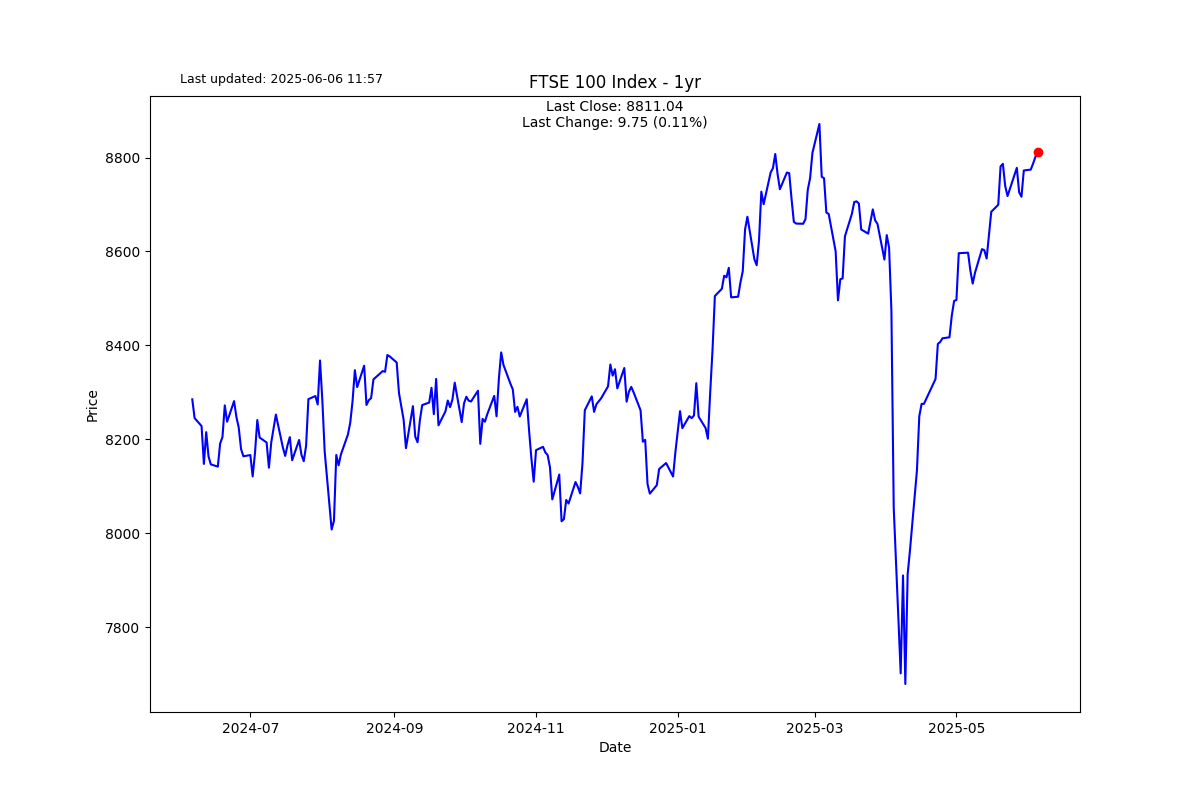 Last updated: 2025-06-06 11:57
FTSE 100 Index - 1yr
Last Close: 8811.04
Last Change: 9.75 (0.11%)
8800
8600
8400
8200
8000
7800
Price
2024-07 2024-09 2024-11 2025-01 2025-03 2025-05
Date